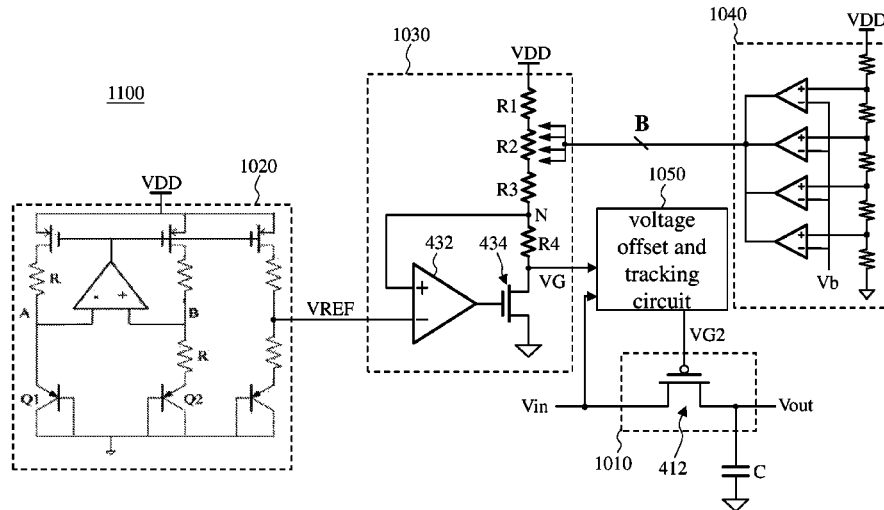 1100
1020
VDD
R
A
-
+
B
R
Q1
Q2
VREF
1030
VDD
R1
R2
R3
N
R4
432
434
+
−
VG
B
1040
VDD
+
−
+
−
+
−
+
−
Vb
1050
voltage
offset and
tracking
circuit
VG2
Vin
Vout
1010
412
C